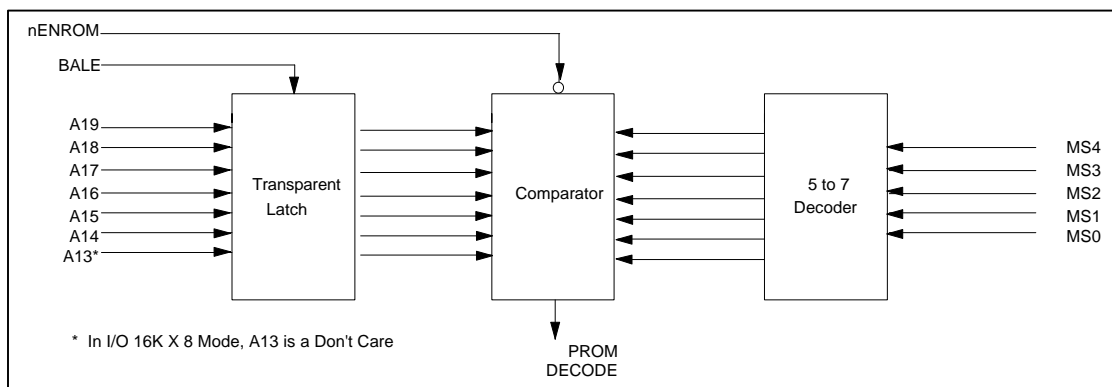 nENROM
BALE
A19
A18
A17
A16
A15
A14
A13*
Transparent
Latch
Comparator
5 to 7
Decoder
MS4
MS3
MS2
MS1
MS0
* In I/O 16K X 8 Mode, A13 is a Don't Care
PROM
DECODE